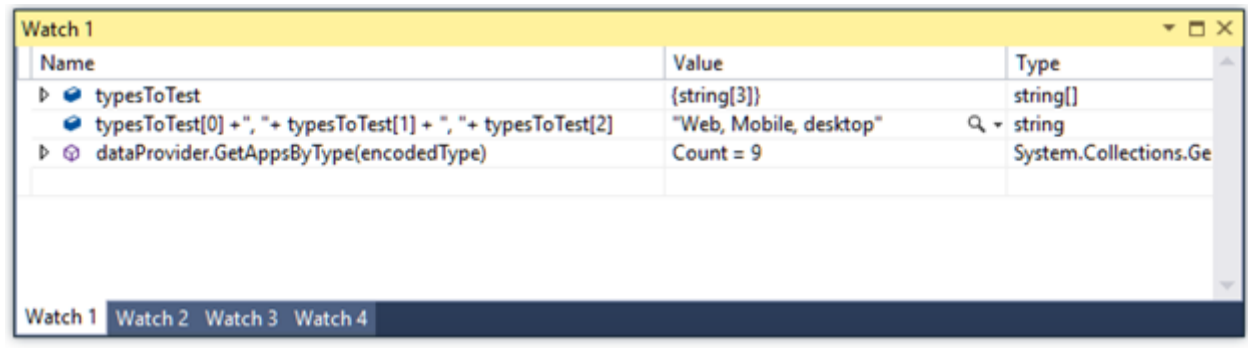 Watch 1
Name Value Type
typesToTest {string[3]} string[]
typesToTest[0] +", "+ typesToTest[1] + ", "+ typesToTest[2] "Web, Mobile, desktop" string
dataProvider.GetAppsByType(encodedType) Count = 9 System.Collections.Ge
Watch 1 Watch 2 Watch 3 Watch 4